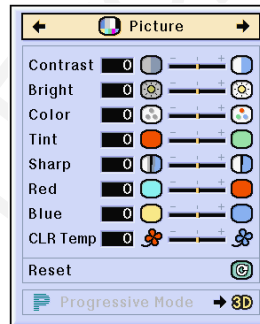 Picture
Contrast 0 - +
Bright 0 - +
Color 0 - +
Tint 0 - +
Sharp 0 - +
Red 0 - +
Blue 0 - +
CLR Temp 0 - +
Reset C
P Progressive Mode 3D